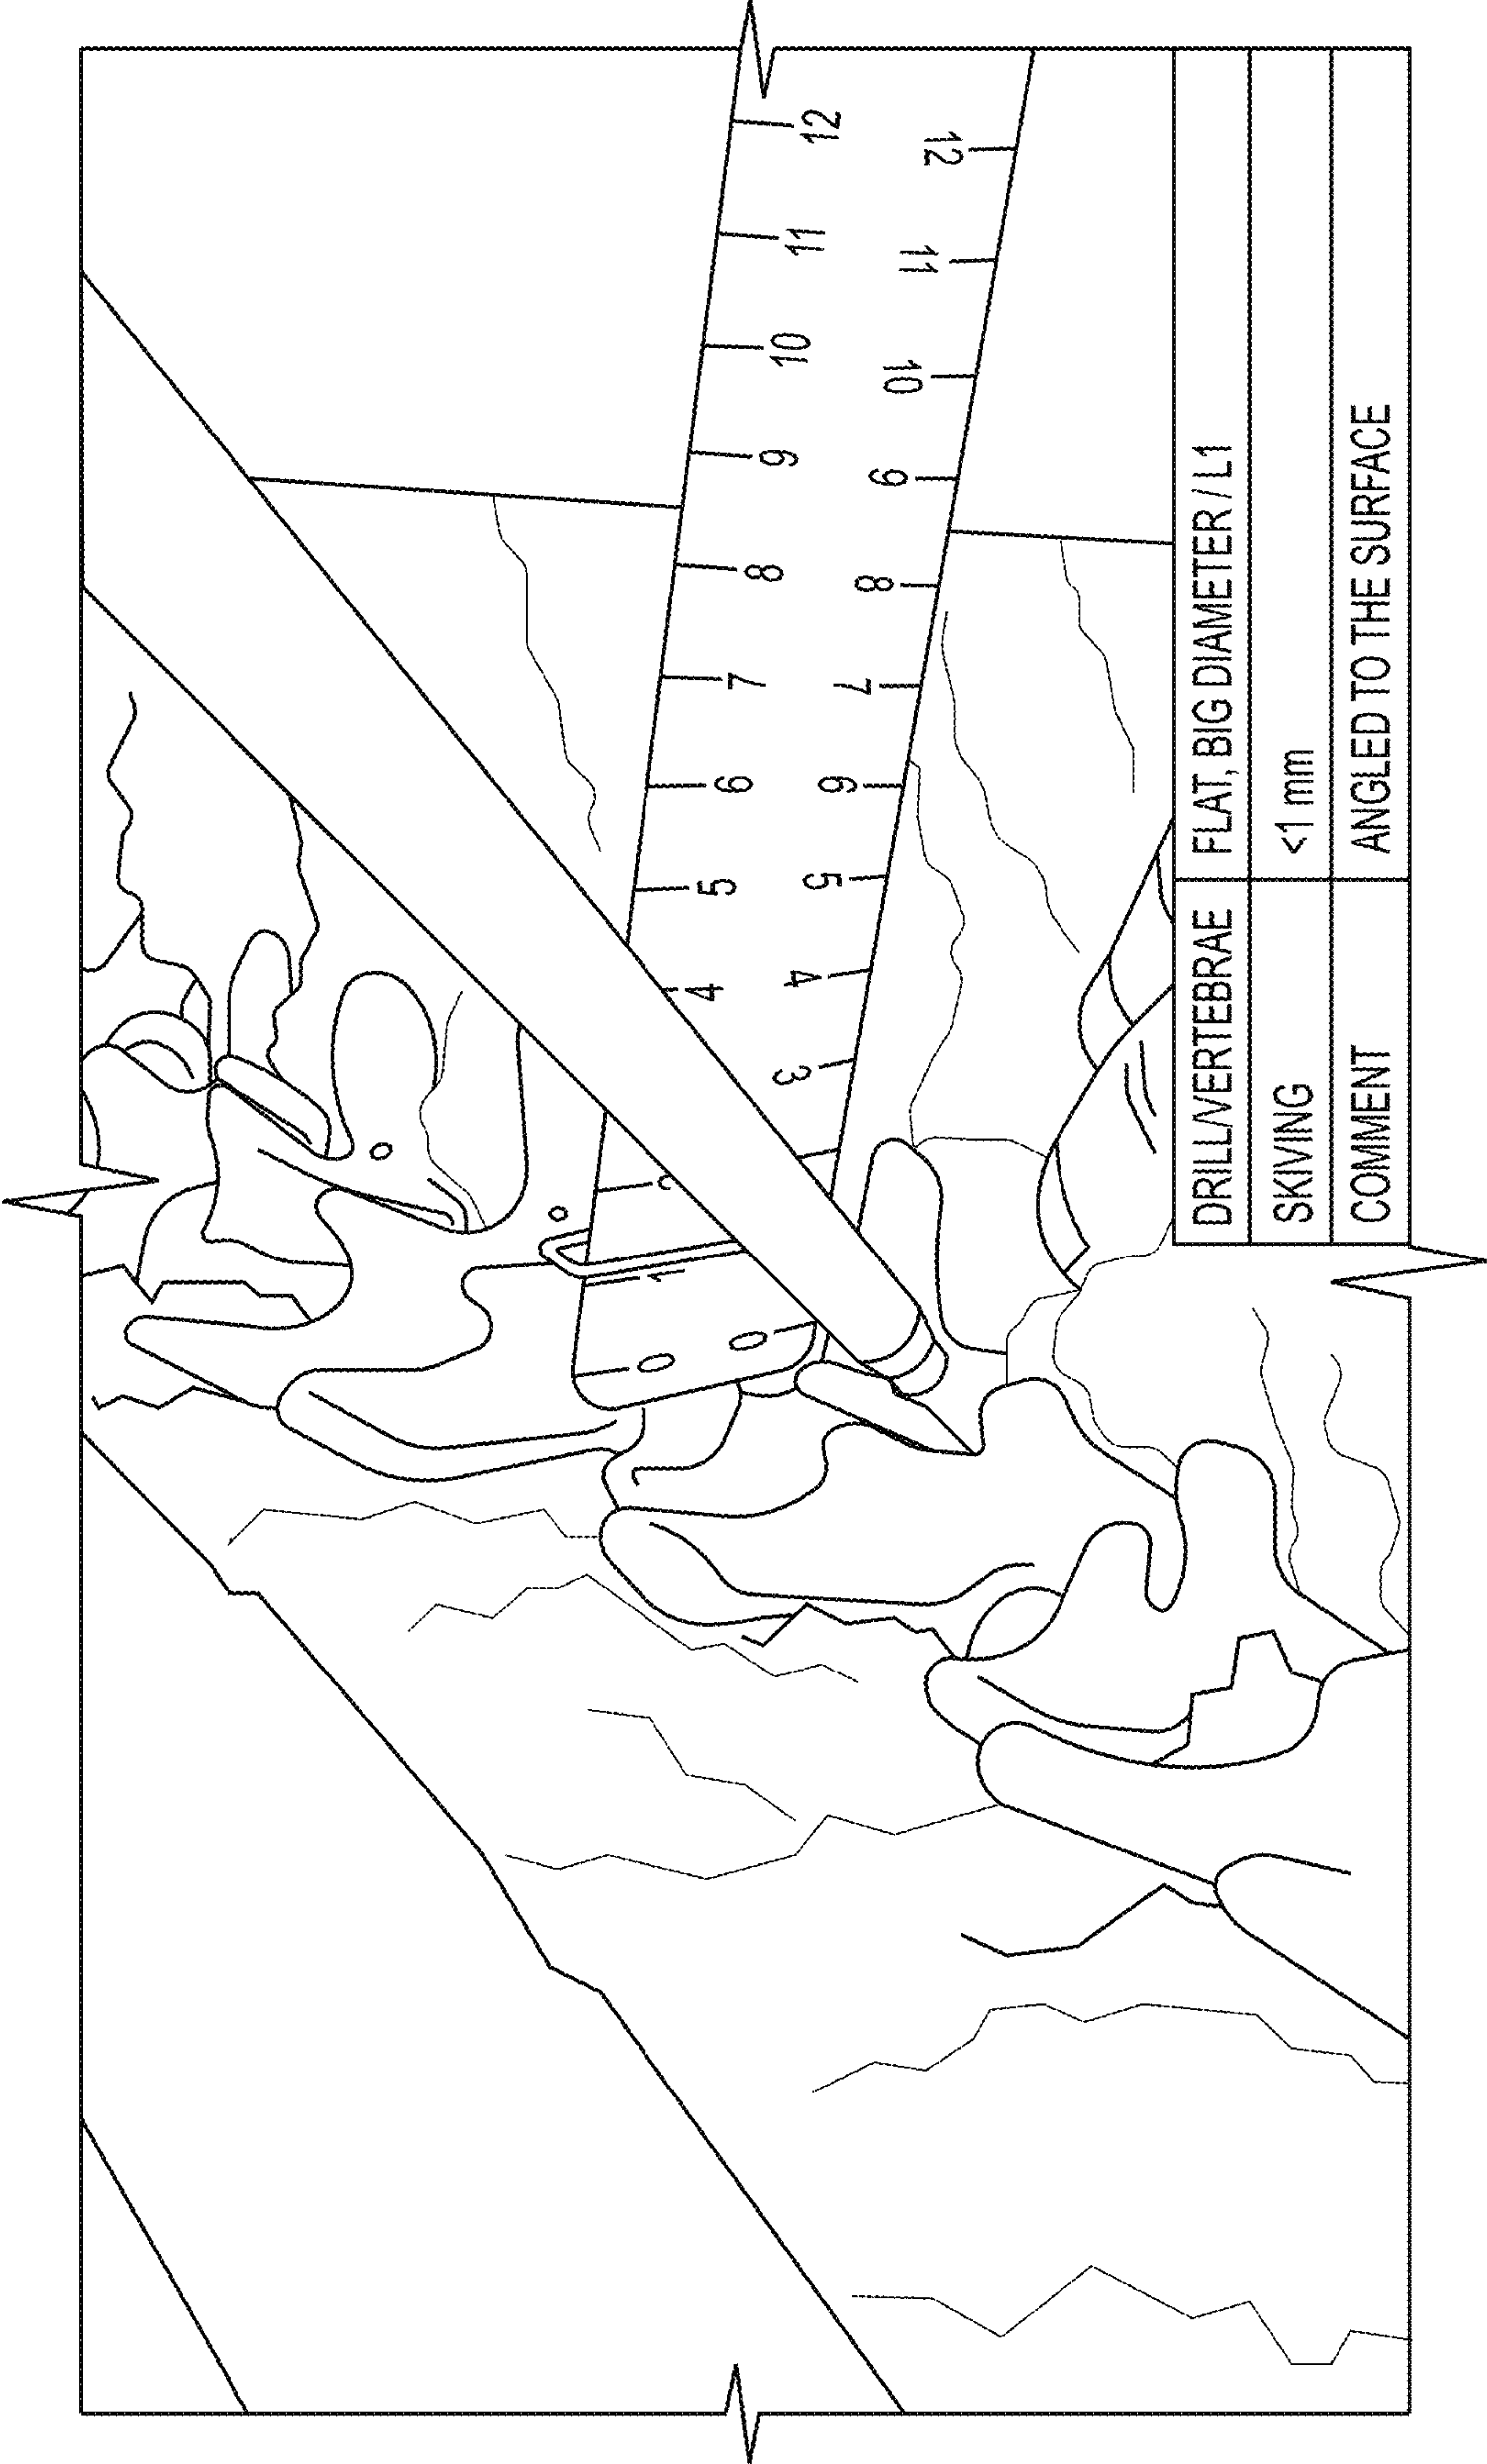 0 1 2 4 5 6 7 8 9 10 11 12
0 3 4 5 6 7 8 9 10 11 12
DRILL/VERTEBRAE FLAT, BIG DIAMETER / L1
SKIVING <1 mm
COMMENT ANGLED TO THE SURFACE